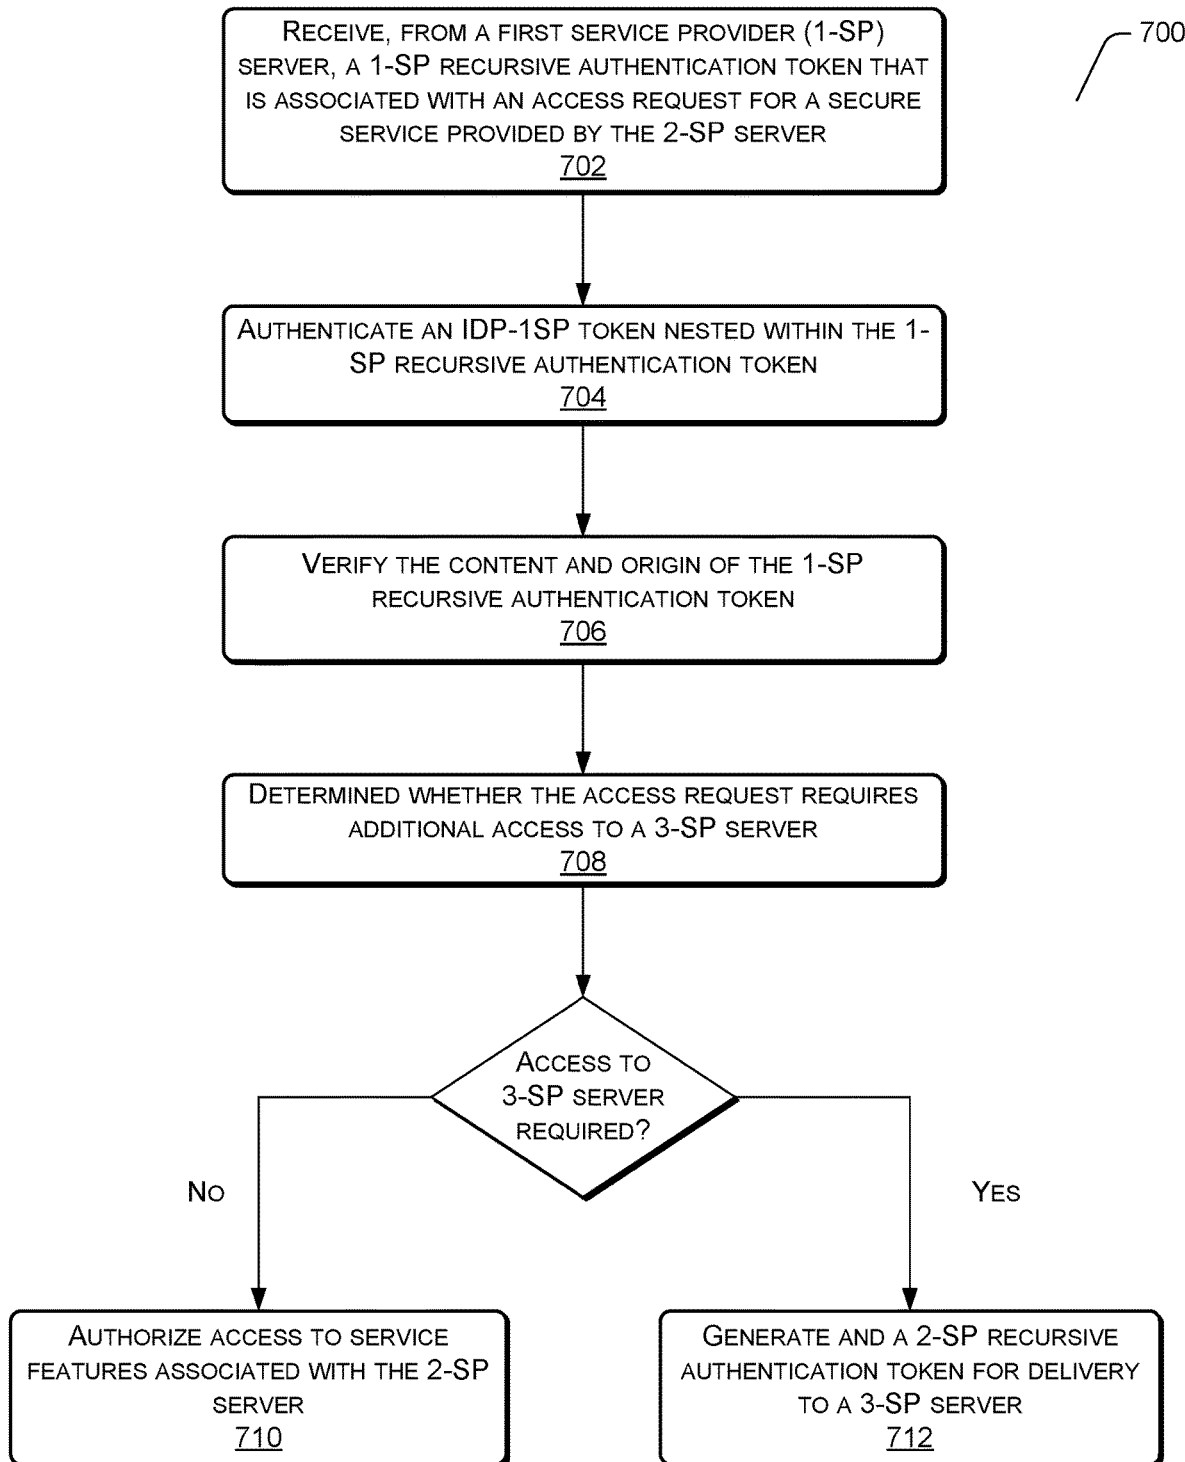 RECEIVE, FROM A FIRST SERVICE PROVIDER (1-SP)
SERVER, A 1-SP RECURSIVE AUTHENTICATION TOKEN THAT
IS ASSOCIATED WITH AN ACCESS REQUEST FOR A SECURE
SERVICE PROVIDED BY THE 2-SP SERVER
702
700
AUTHENTICATE AN IDP-1SP TOKEN NESTED WITHIN THE 1-
SP RECURSIVE AUTHENTICATION TOKEN
704
VERIFY THE CONTENT AND ORIGIN OF THE 1-SP
RECURSIVE AUTHENTICATION TOKEN
706
DETERMINED WHETHER THE ACCESS REQUEST REQUIRES
ADDITIONAL ACCESS TO A 3-SP SERVER
708
ACCESS TO
3-SP SERVER
REQUIRED?
NO
YES
AUTHORIZE ACCESS TO SERVICE
FEATURES ASSOCIATED WITH THE 2-SP
SERVER
710
GENERATE AND A 2-SP RECURSIVE
AUTHENTICATION TOKEN FOR DELIVERY
TO A 3-SP SERVER
712